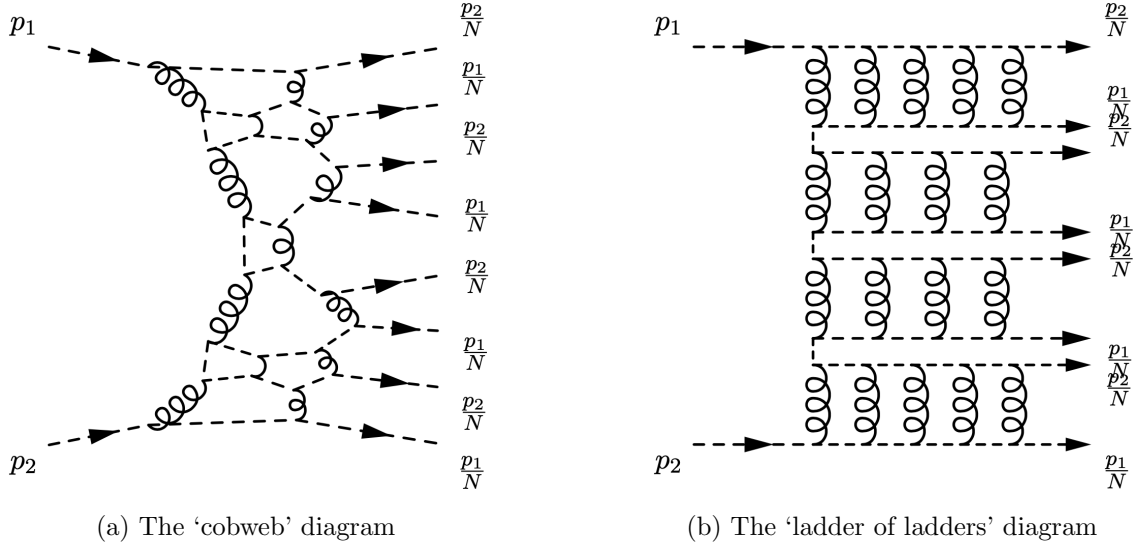 p₁
p₂/N
p₁/N
p₂/N
p₁/N
p₂/N
p₁/N
p₂/N
p₂
p₁/N
(a) The ‘cobweb’ diagram
p₁
p₂/N
p₁/N
p₂/N
p₁/N
p₂/N
p₁/N
p₂/N
p₂
p₁/N
(b) The ‘ladder of ladders’ diagram